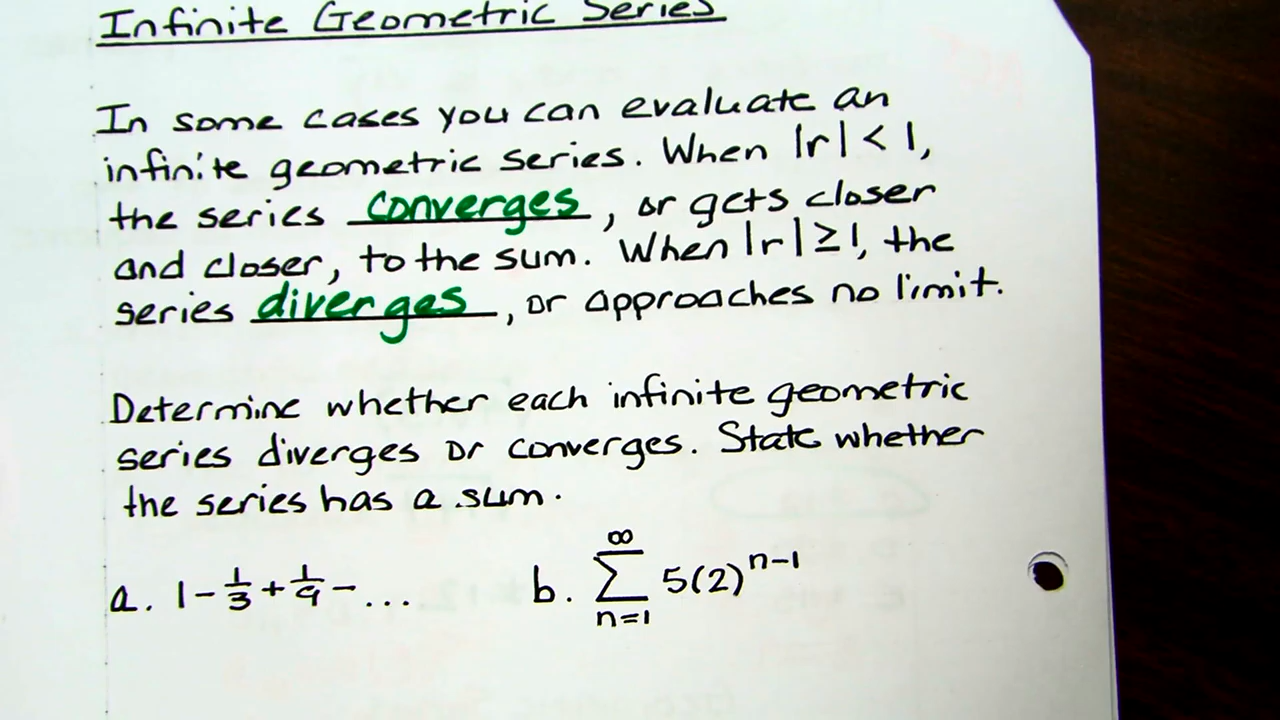 Infinite Geometric Series
In some cases you can evaluate an
infinite geometric series. When |r| < 1,
the series converges, or gets closer
and closer, to the sum. When |r| ≥ 1, the
series diverges, or approaches no limit.
Determine whether each infinite geometric
series diverges or converges. State whether
the series has a sum.
a. 1 - 1/3 + 1/9 - ...
b. ∞ ∑ n=1 5(2)^(n-1)